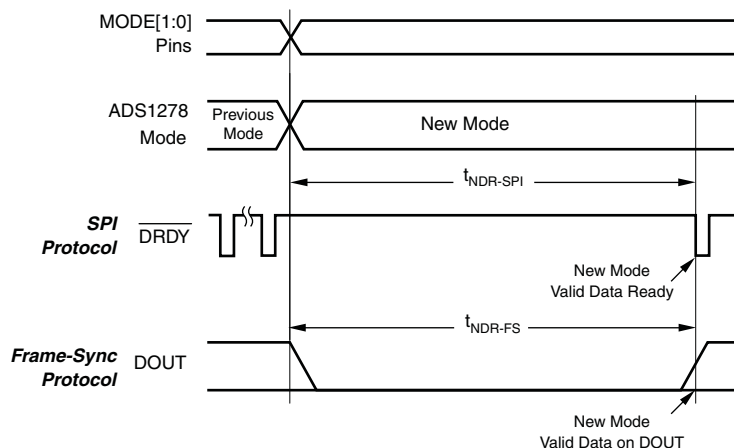 MODE[1:0]
Pins
ADS1278
Mode
Previous
Mode
New Mode
tNDR-SPI
SPI
Protocol
DRDY
New Mode
Valid Data Ready
tNDR-FS
Frame-Sync
Protocol
DOUT
New Mode
Valid Data on DOUT